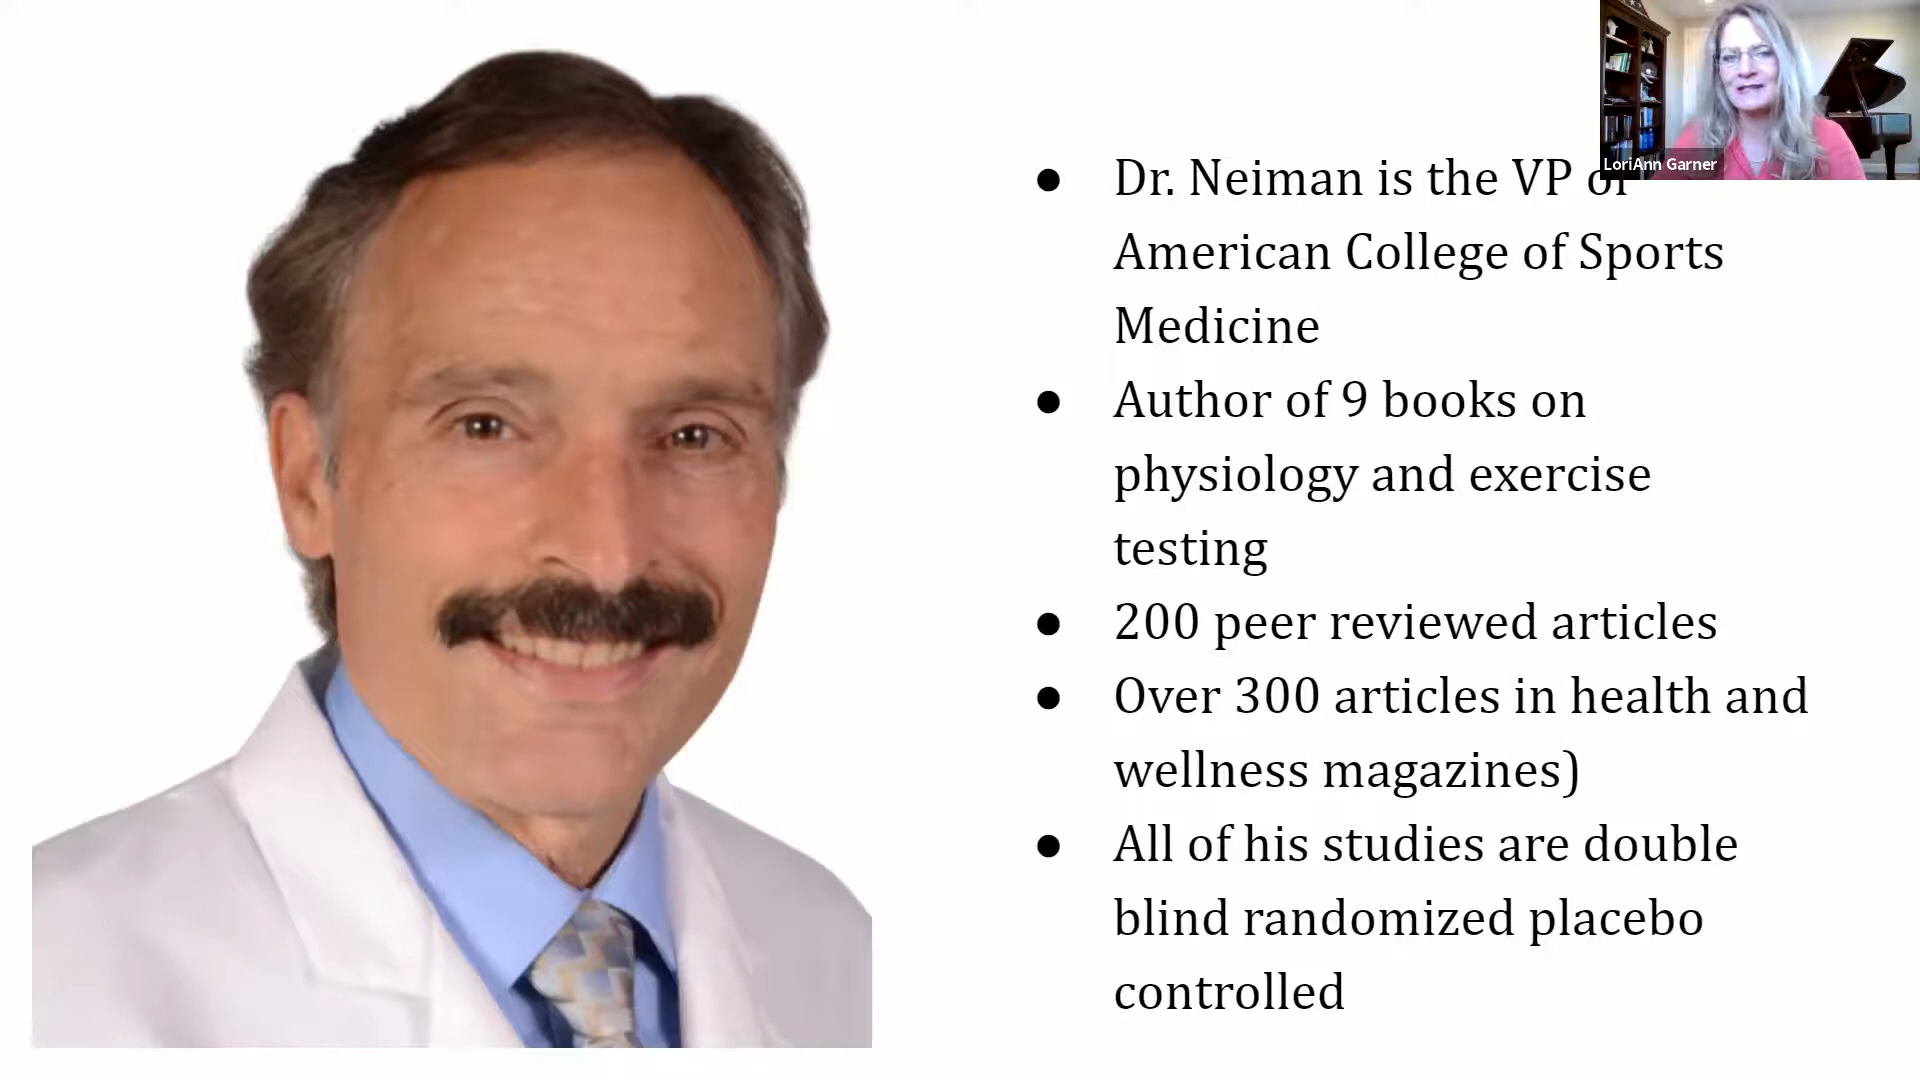 LoriAnn Garner
● Dr. Neiman is the VP of
American College of Sports
Medicine
● Author of 9 books on
physiology and exercise
testing
● 200 peer reviewed articles
● Over 300 articles in health and
wellness magazines)
● All of his studies are double
blind randomized placebo
controlled